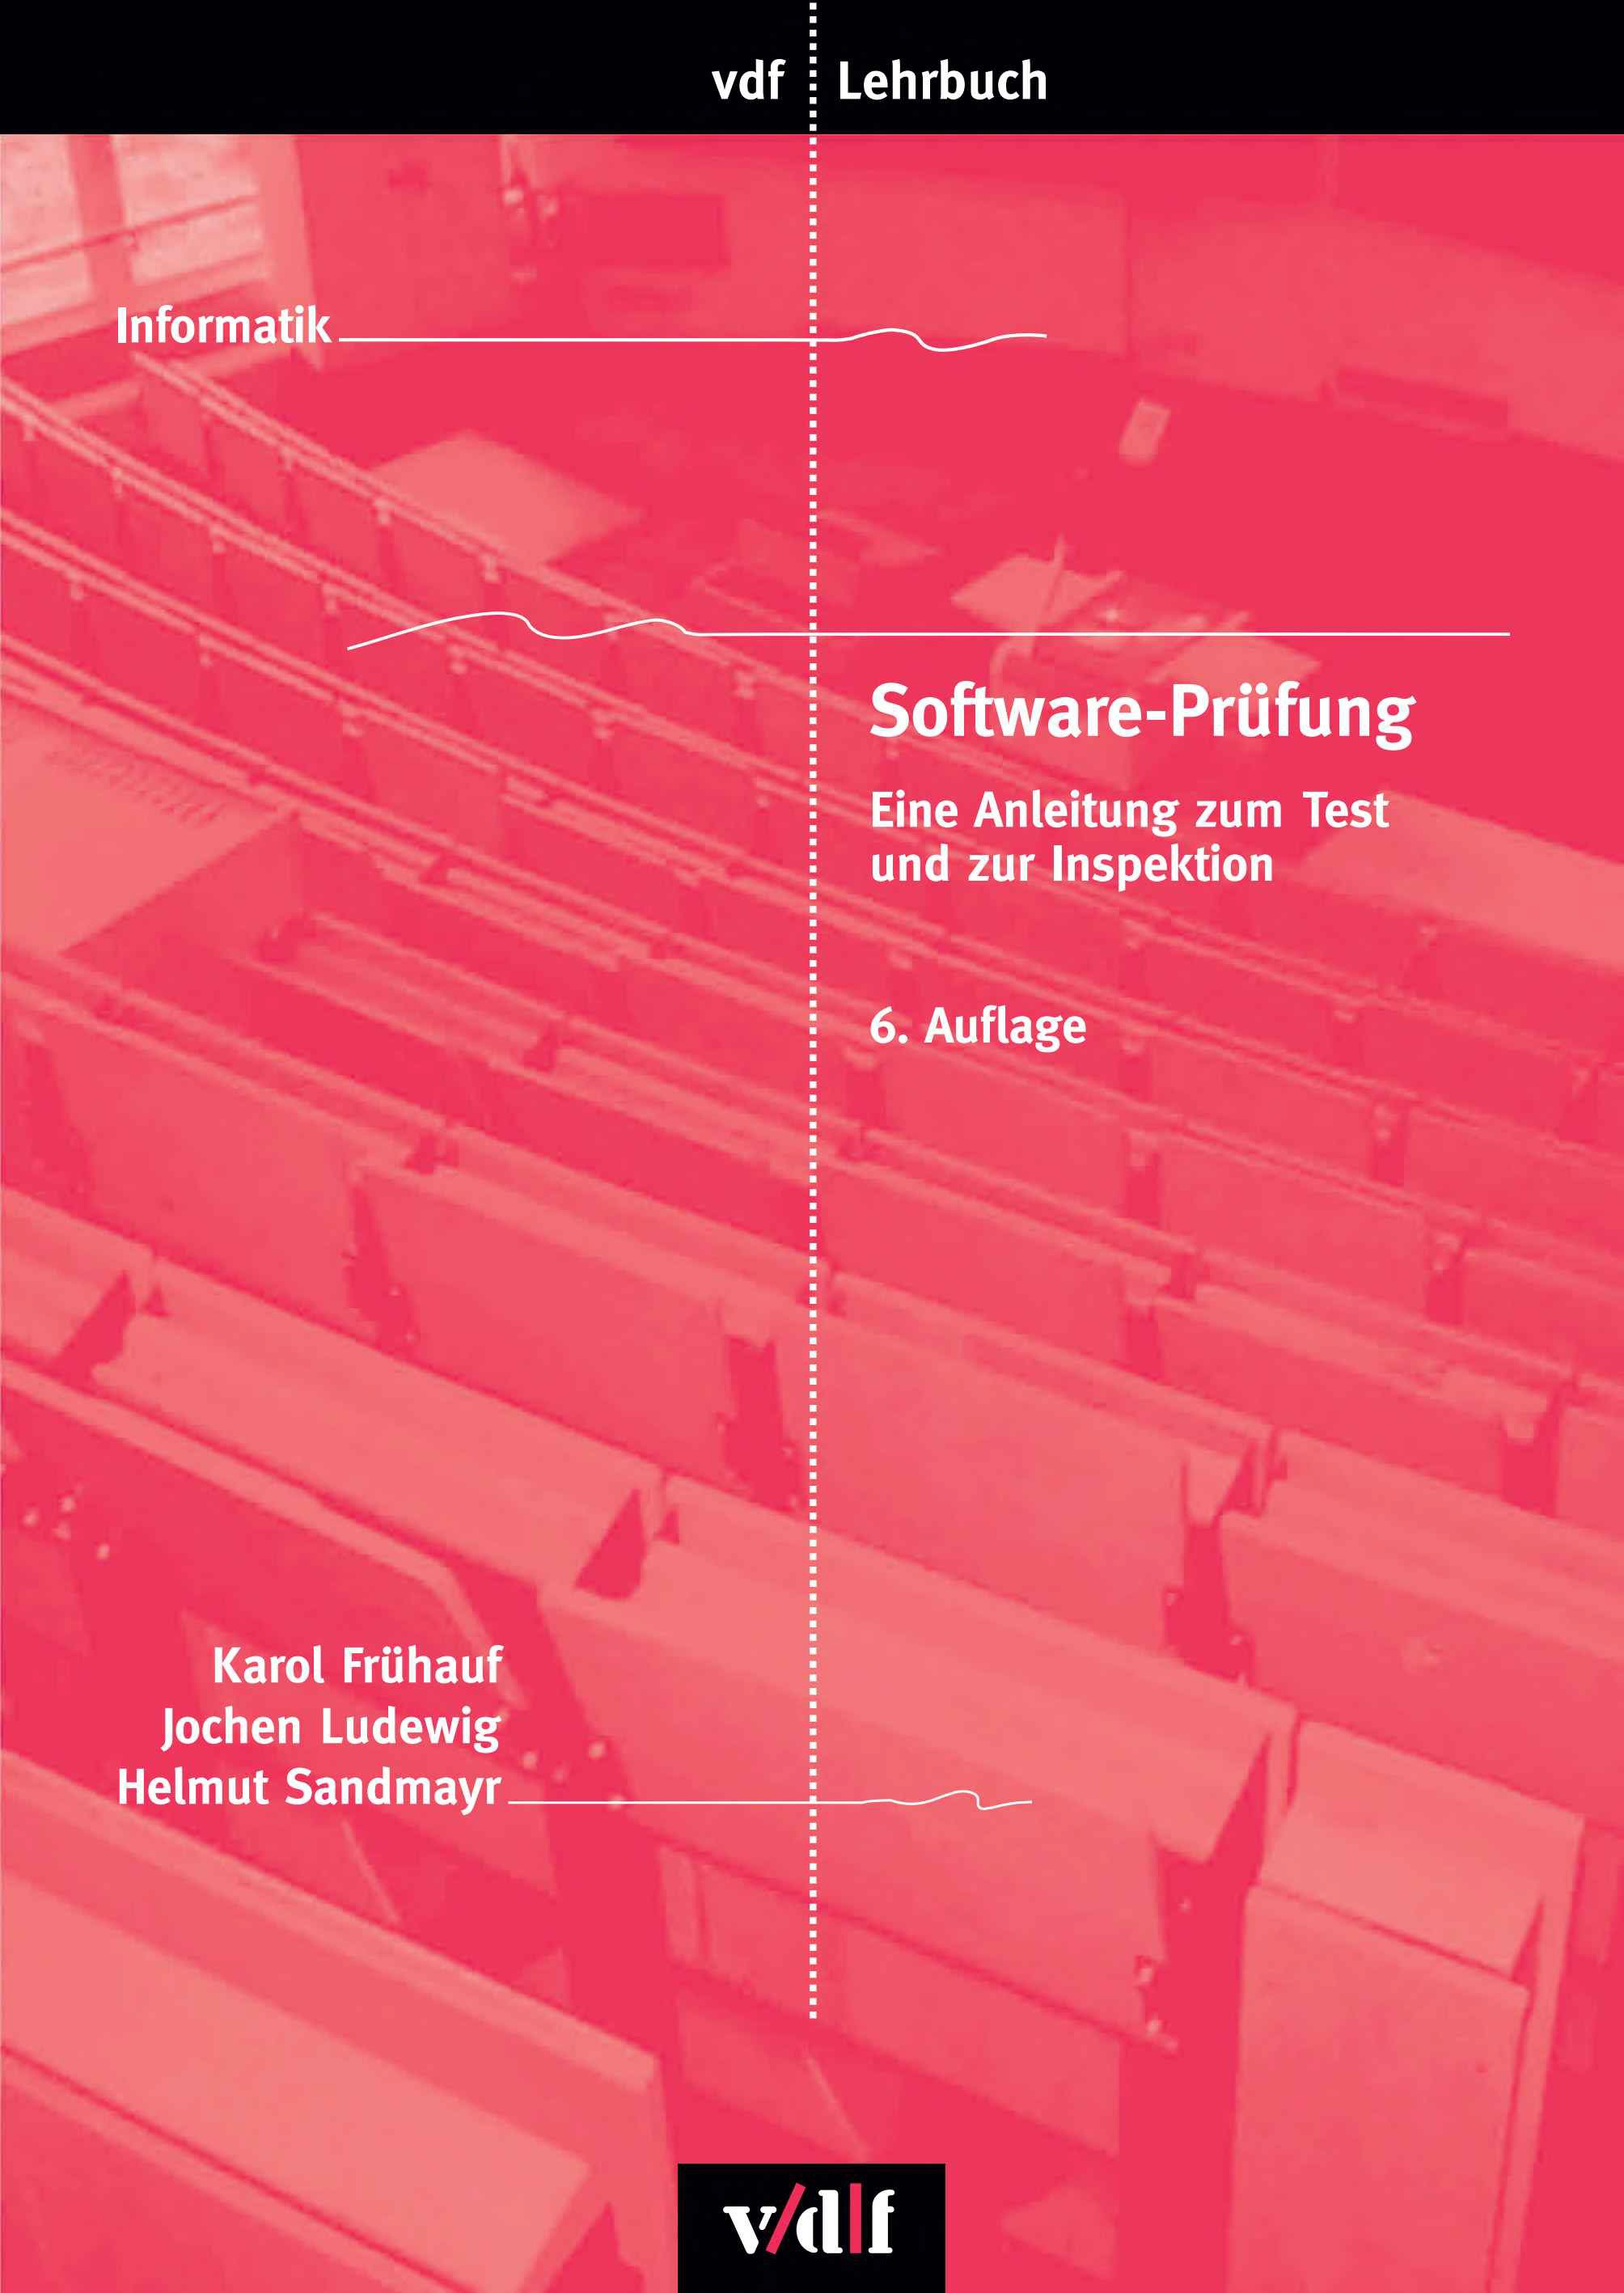 vdf Lehrbuch
Informatik
Software-Prüfung
Eine Anleitung zum Test
und zur Inspektion
6. Auflage
Karol Frühauf
Jochen Ludewig
Helmut Sandmayr
v/d|f